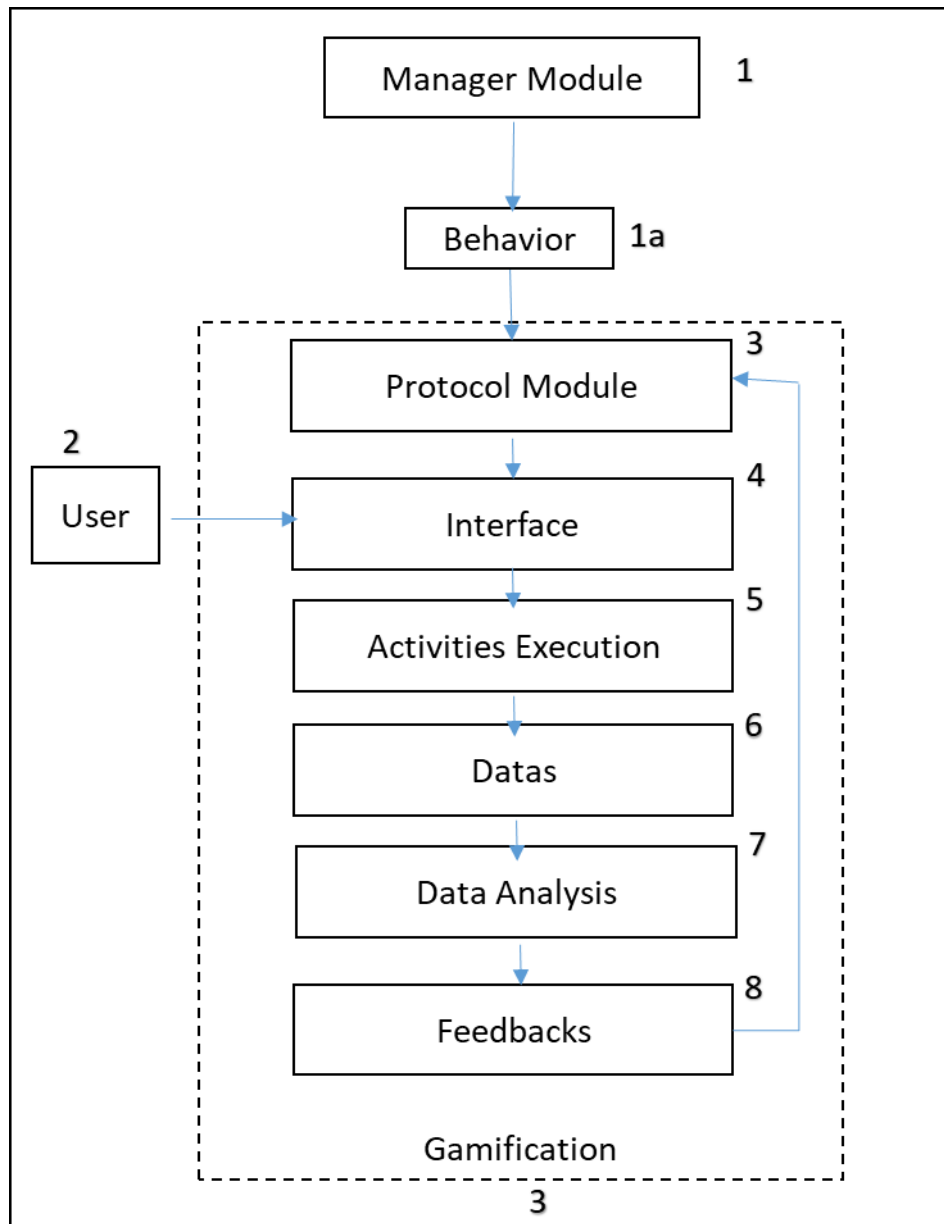 Manager Module
1
Behavior
1a
Protocol Module
3
2
User
Interface
4
Activities Execution
5
Datas
6
Data Analysis
7
Feedbacks
8
Gamification
3